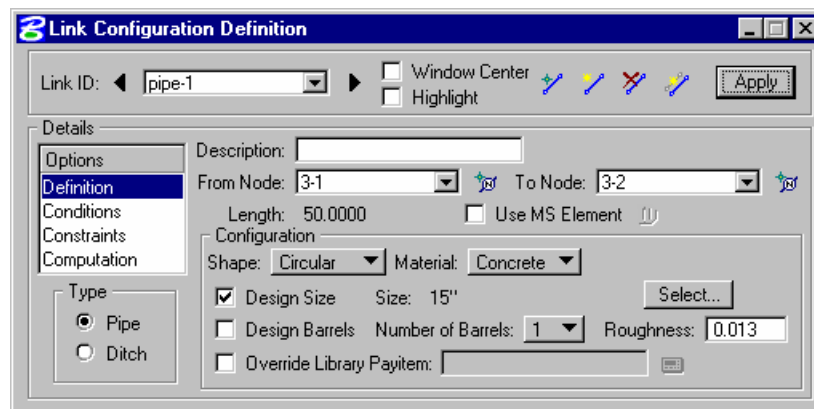 Link Configuration Definition
Link ID: pipe-1 Window Center Apply
Highlight
Details
Options Description:
Definition From Node: 3-1 To Node: 3-2
Conditions Length: 50.0000 Use MS Element
Constraints Configuration
Computation Shape: Circular Material: Concrete
Type Design Size Size: 15" Select...
Pipe Design Barrels Number of Barrels: 1 Roughness: 0.013
Ditch Override Library Payitem: